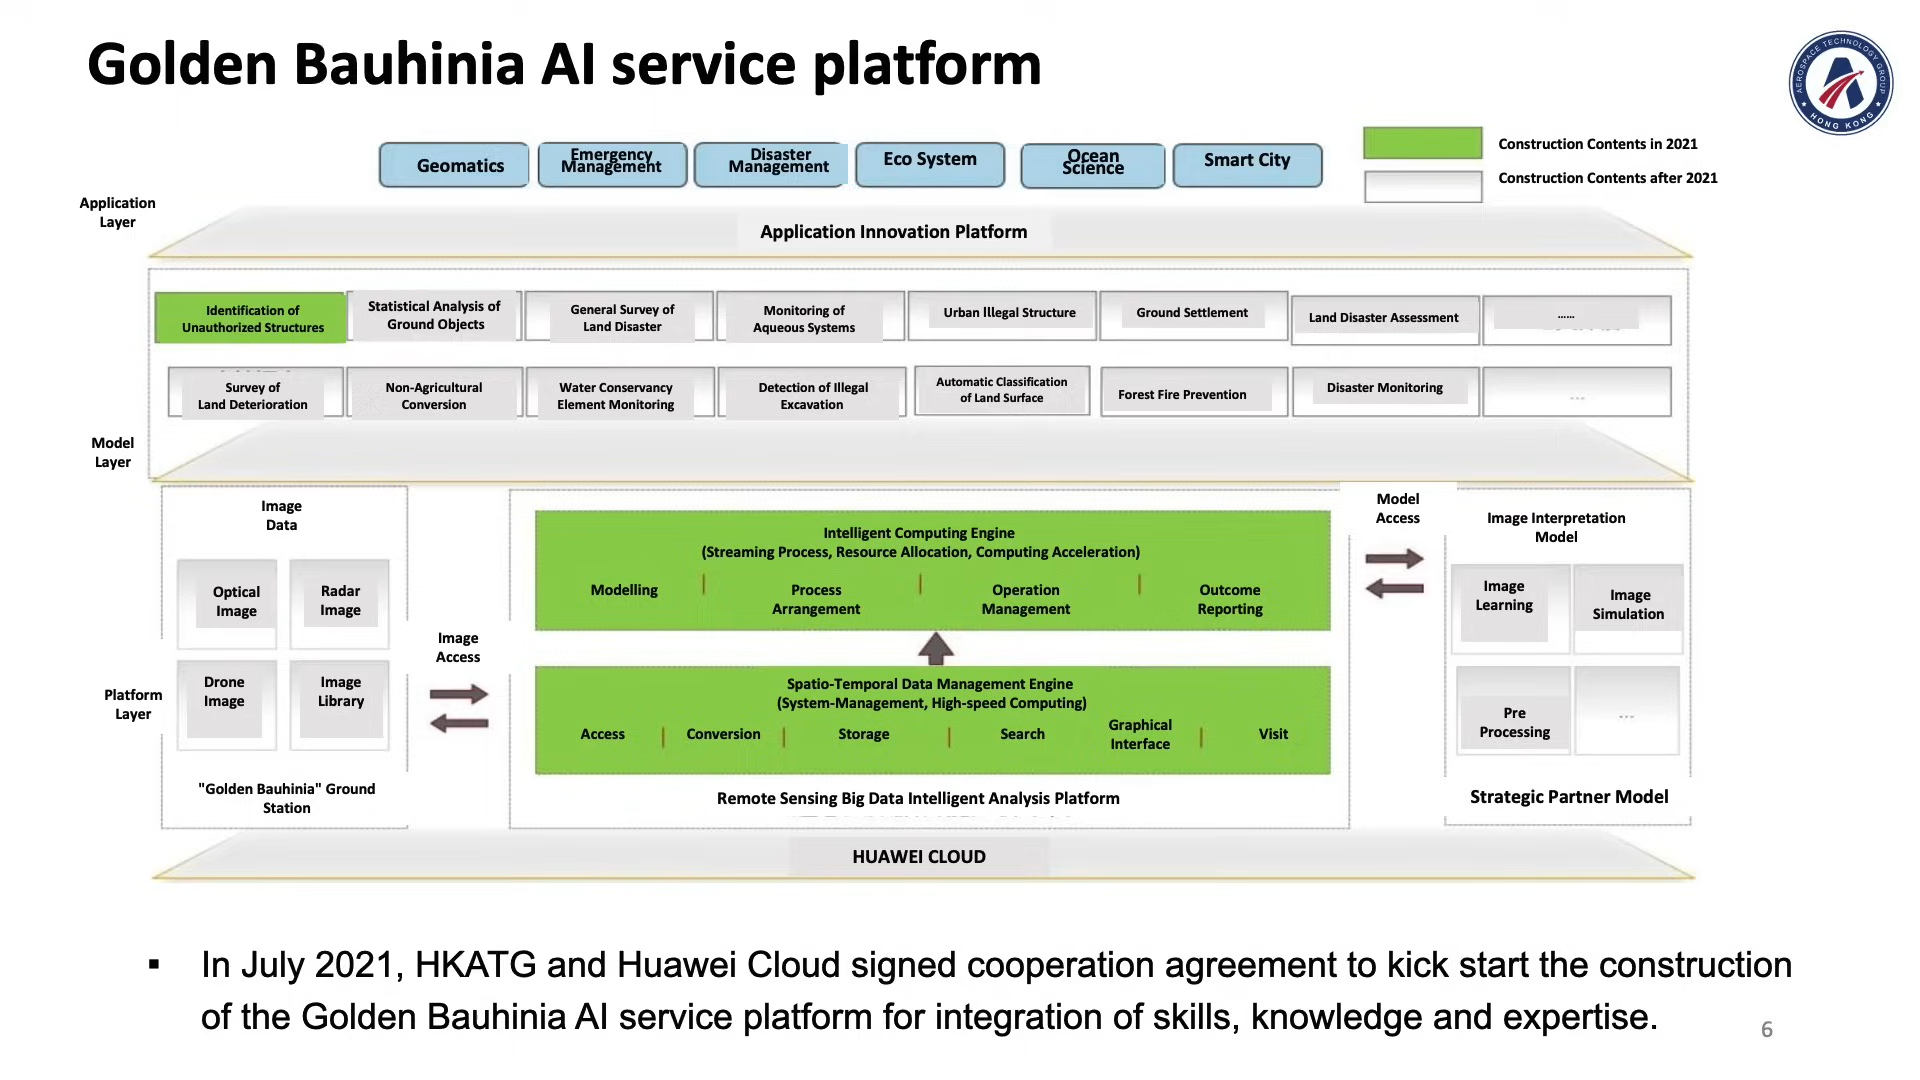 Golden Bauhinia AI service platform
AEROSPACE TECHNOLOGY GROUP
HONG KONG
Geomatics
Emergency
Management
Disaster
Management
Eco System
Ocean
Science
Smart City
Construction Contents in 2021
Construction Contents after 2021
Application
Layer
Application Innovation Platform
Identification of
Unauthorized Structures
Statistical Analysis of
Ground Objects
General Survey of
Land Disaster
Monitoring of
Aqueous Systems
Urban Illegal Structure
Ground Settlement
Land Disaster Assessment
......
Survey of
Land Deterioration
Non-Agricultural
Conversion
Water Conservancy
Element Monitoring
Detection of Illegal
Excavation
Automatic Classification
of Land Surface
Forest Fire Prevention
Disaster Monitoring
...
Model
Layer
Image
Data
Optical
Image
Radar
Image
Drone
Image
Image
Library
"Golden Bauhinia" Ground
Station
Platform
Layer
Image
Access
Intelligent Computing Engine
(Streaming Process, Resource Allocation, Computing Acceleration)
Modelling
Process
Arrangement
Operation
Management
Outcome
Reporting
Spatio-Temporal Data Management Engine
(System-Management, High-speed Computing)
Access
Conversion
Storage
Search
Graphical
Interface
Visit
Remote Sensing Big Data Intelligent Analysis Platform
Model
Access
Image Interpretation
Model
Image
Learning
Image
Simulation
Pre
Processing
...
Strategic Partner Model
HUAWEI CLOUD
▪ In July 2021, HKATG and Huawei Cloud signed cooperation agreement to kick start the construction
of the Golden Bauhinia AI service platform for integration of skills, knowledge and expertise.
6